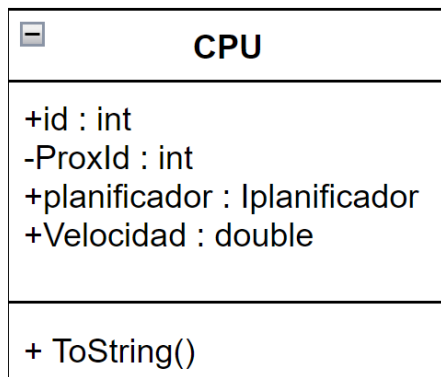 CPU
+id : int
-ProxId : int
+planificador : Iplanificador
+Velocidad : double
+ ToString()